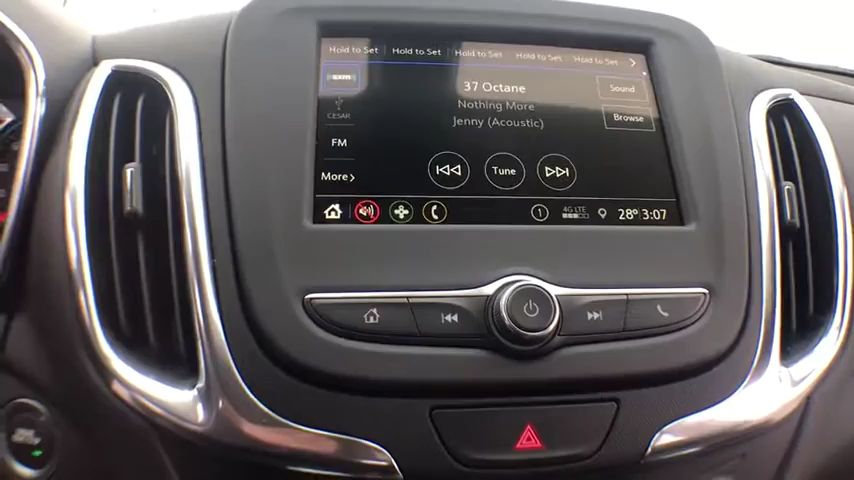 Hold to Set Hold to Set Hold to Set Hold to Set Hold to Set
sxm
37 Octane
Sound
Nothing More
CESAR
Jenny (Acoustic)
Browse
FM
Tune
More
1 4G LTE 28° 3:07